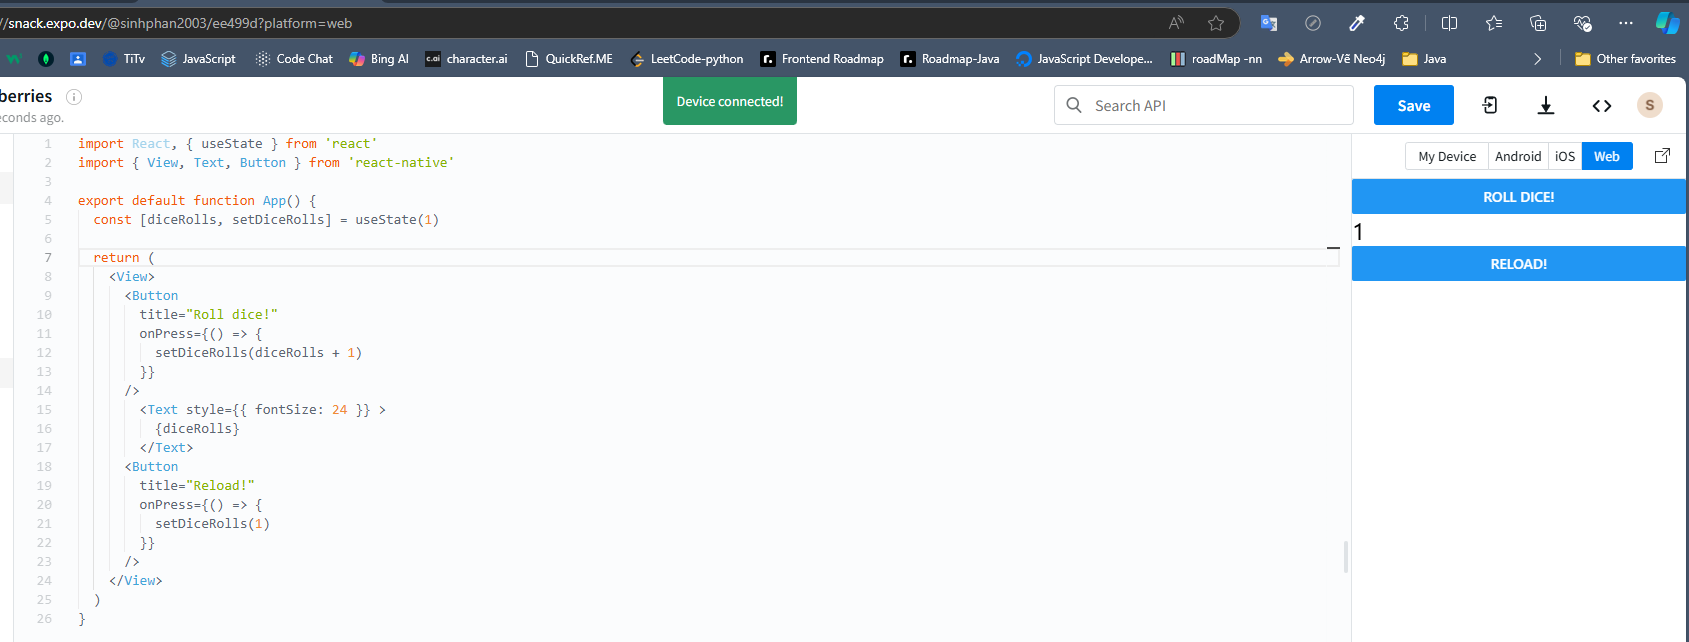 //snack.expo.dev/@sinhphan2003/ee499d?platform=web
TiTv JavaScript Code Chat Bing AI c.ai character.ai QuickRef.ME LeetCode-python r. Frontend Roadmap r. Roadmap-Java JavaScript Develope... roadMap -nn Arrow-Vẽ Neo4j Java Other favorites
berries
econds ago.
Device connected!
Search API
Save
S
My Device Android iOS Web
ROLL DICE!
1
RELOAD!
1 import React, { useState } from 'react'
2 import { View, Text, Button } from 'react-native'
3
4 export default function App() {
5 const [diceRolls, setDiceRolls] = useState(1)
6
7 return (
8 <View>
9 <Button
10 title="Roll dice!"
11 onPress={() => {
12 setDiceRolls(diceRolls + 1)
13 }}
14 />
15 <Text style={{ fontSize: 24 }} >
16 {diceRolls}
17 </Text>
18 <Button
19 title="Reload!"
20 onPress={() => {
21 setDiceRolls(1)
22 }}
23 />
24 </View>
25 )
26 }